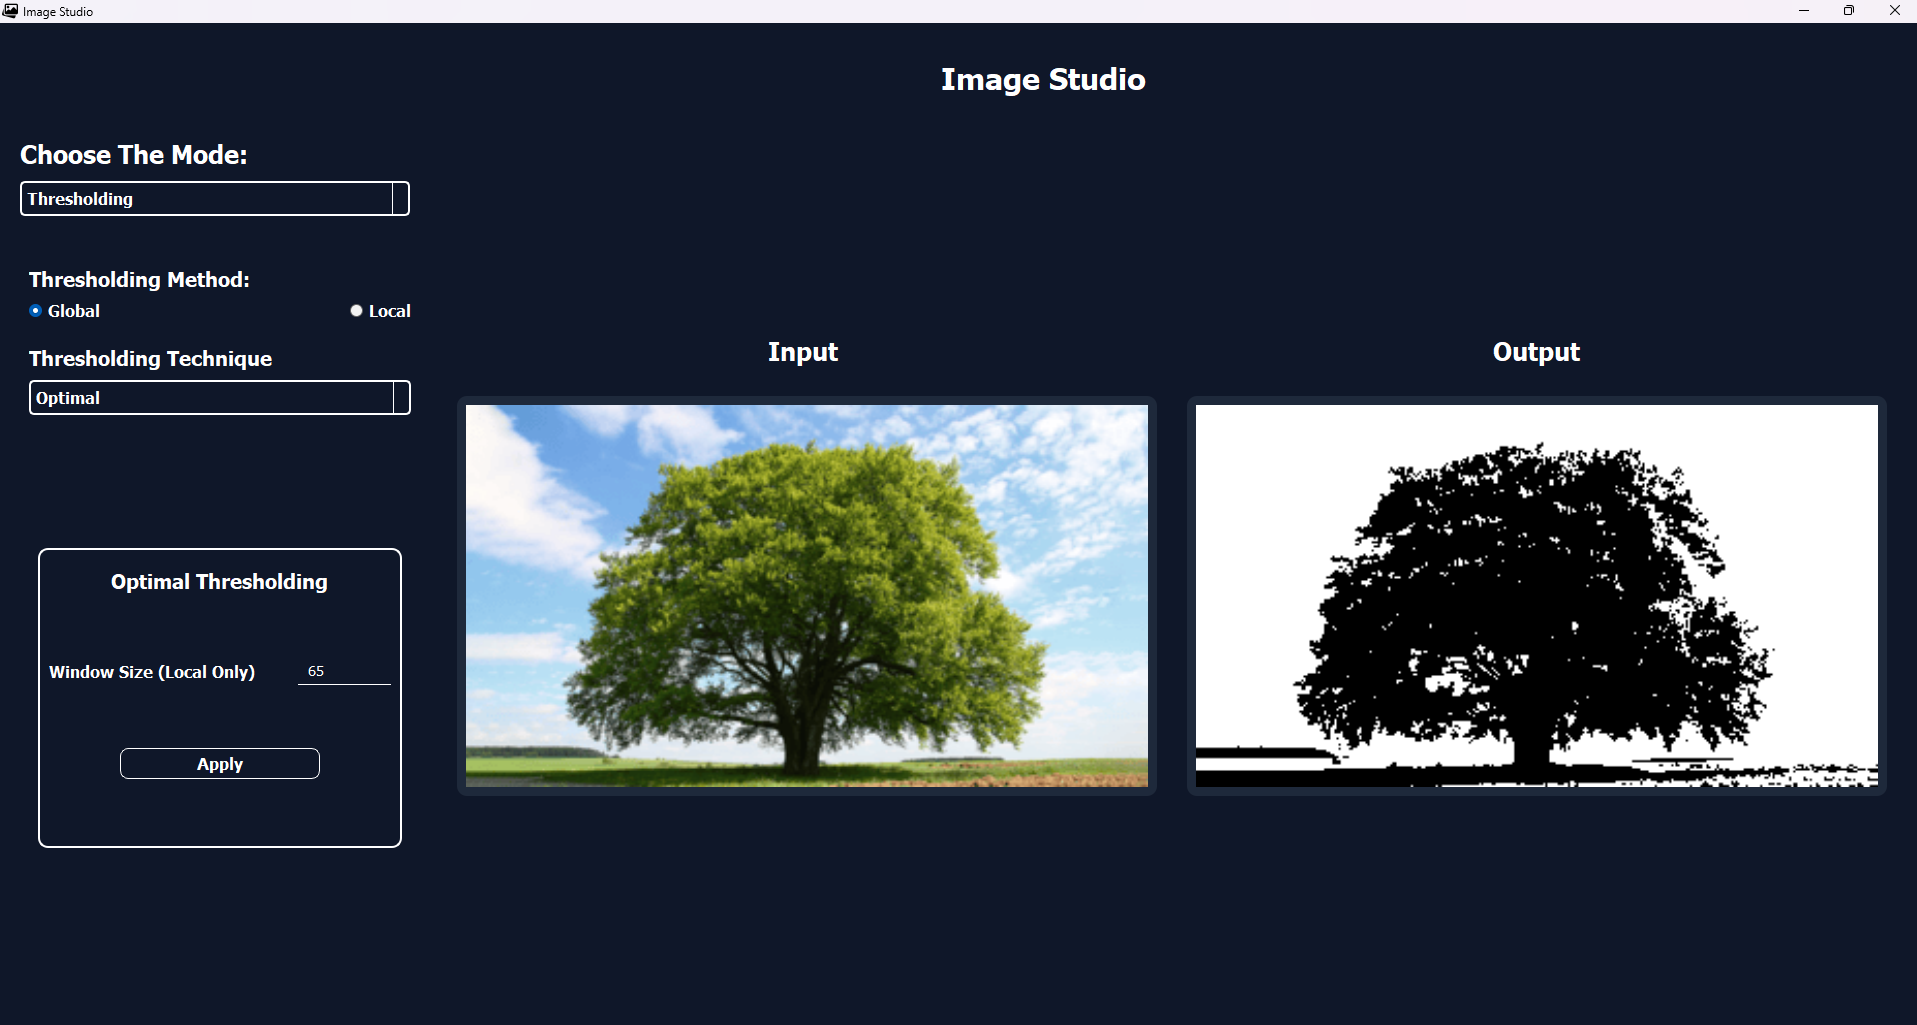 Image Studio
Image Studio
Choose The Mode:
Thresholding
Thresholding Method:
Global
Local
Thresholding Technique
Optimal
Optimal Thresholding
Window Size (Local Only)
65
Apply
Input
Output